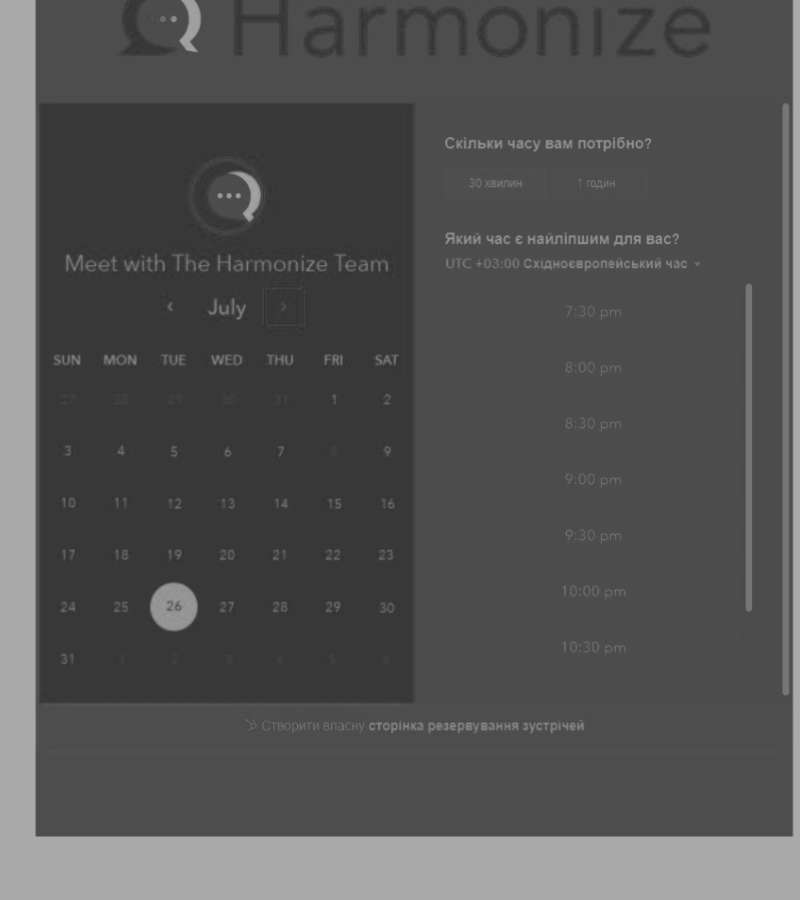 Harmonize
Meet with The Harmonize Team
‹ July ›
SUN MON TUE WED THU FRI SAT
27 28 29 30 31 1 2
3 4 5 6 7 8 9
10 11 12 13 14 15 16
17 18 19 20 21 22 23
24 25 26 27 28 29 30
31 1 2 3 4 5 6
Скільки часу вам потрібно?
30 хвилин 1 годин
Який час є найліпшим для вас?
UTC +03:00 Східноєвропейський час
7:30 pm
8:00 pm
8:30 pm
9:00 pm
9:30 pm
10:00 pm
10:30 pm
Створити власну сторінка резервування зустрічей